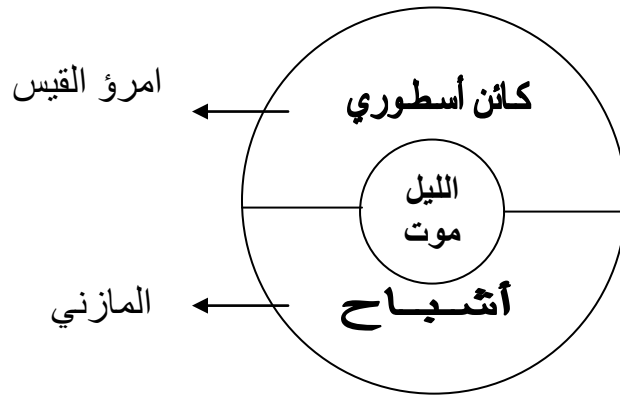 امرؤ القيس
كائن أسطوري
الليل
موت
أشباح
المازني